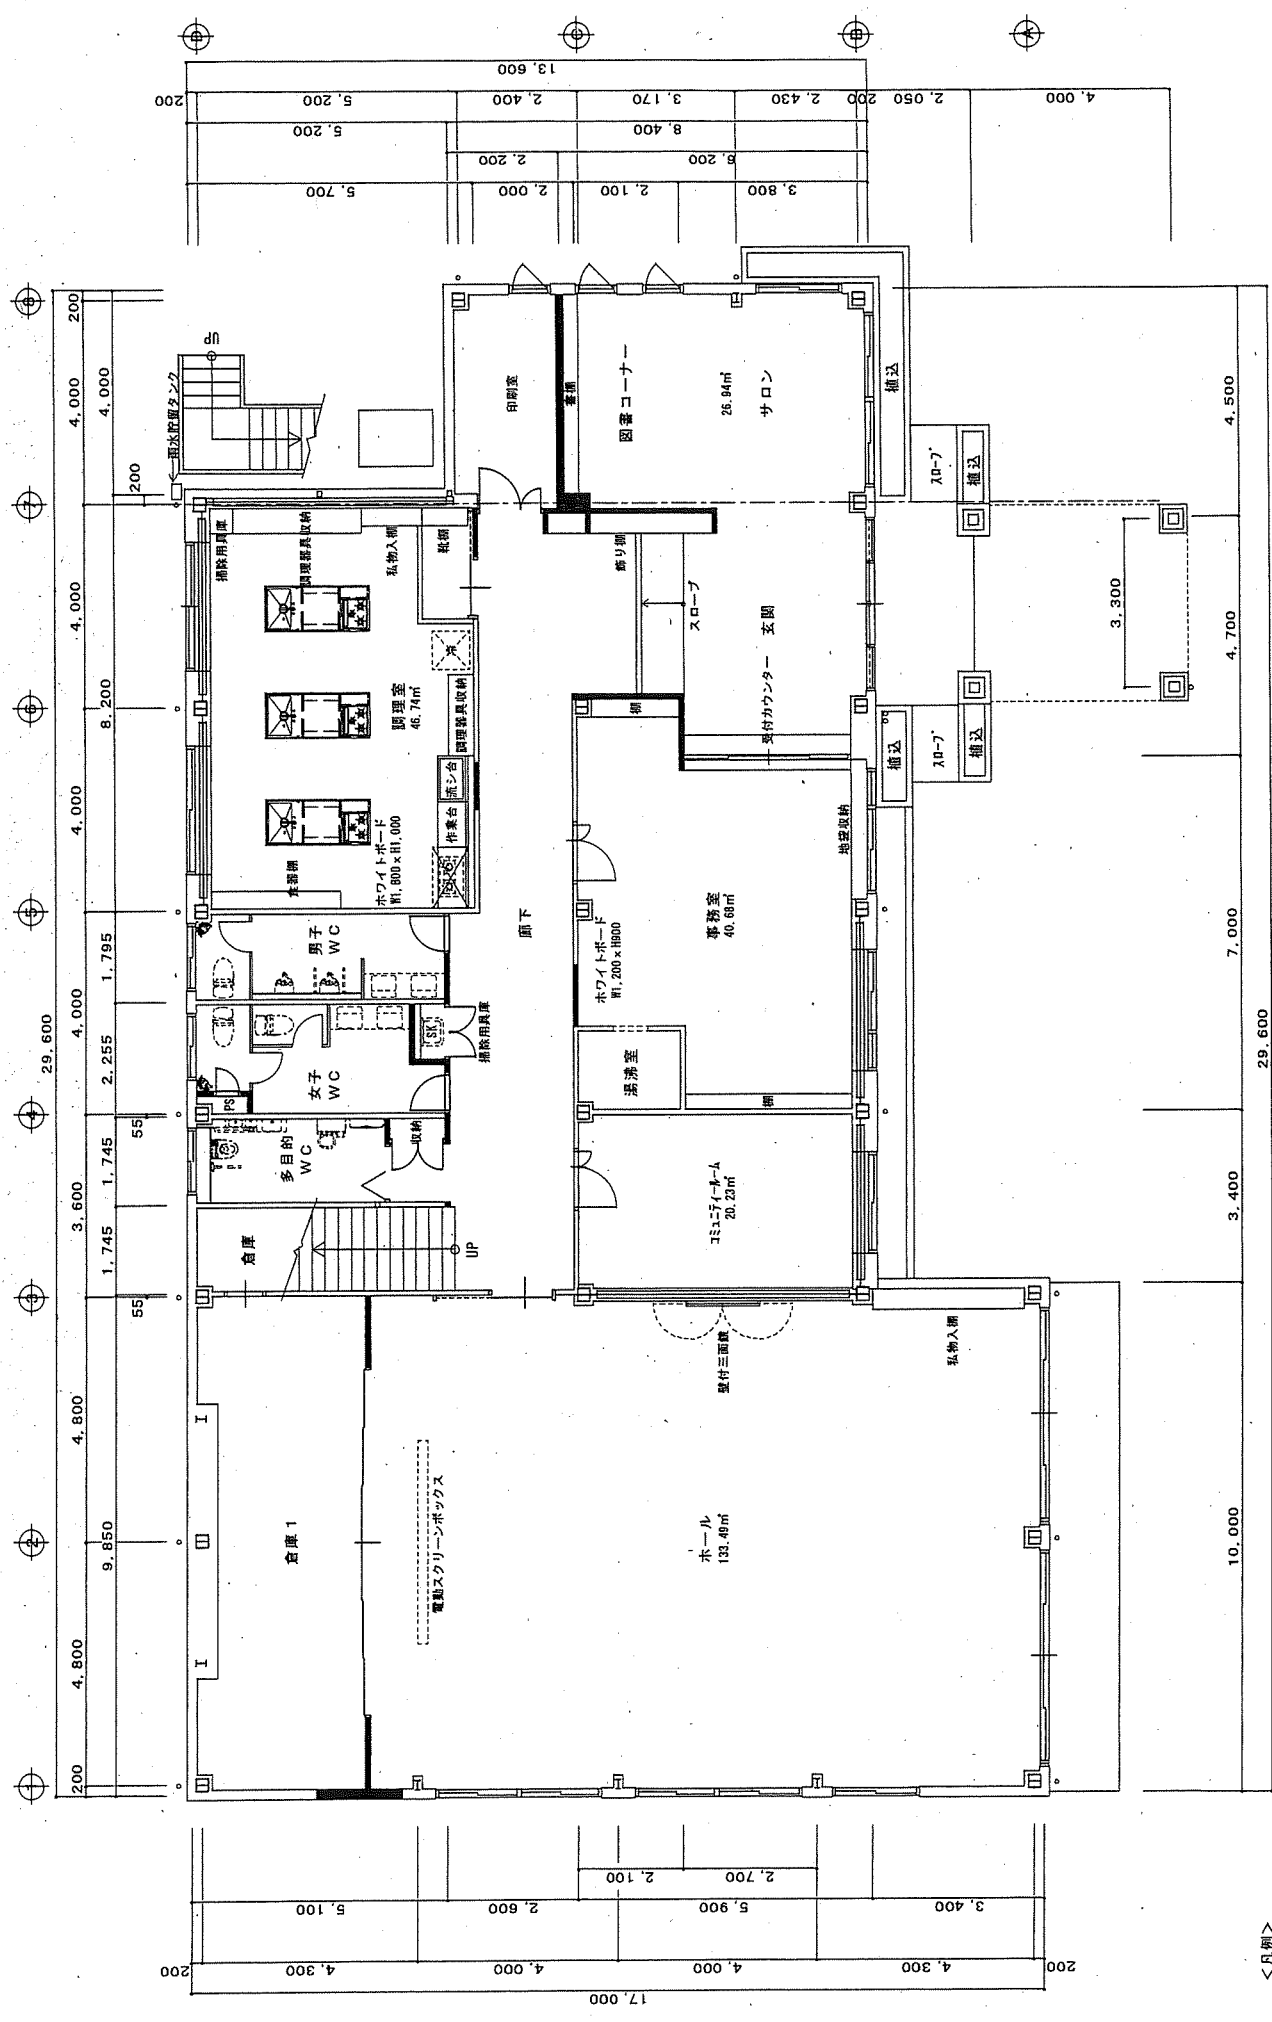 D
C
B
A
13,600
200
5,200
2,400
3,170
2,430
200
2,050
4,000
5,200
8,400
2,200
6,200
5,700
2,000
2,100
3,800
8
7
6
5
4
3
2
1
29,600
200
4,000
4,000
4,000
4,000
3,600
4,800
4,800
200
4,000
200
8,200
1,795
2,255
55
1,745
1,745
55
9,850
雨水貯留タンク
UP
印刷室
書棚
図書コーナー
26.94㎡
サロン
植込
スロープ
植込
掃除用具庫
調理器具収納
私物入棚
靴棚
飾り棚
スロープ
玄関
受付カウンター
3,300
冷
調理室
46.74㎡
調理器具収納
流シ台
作業台
ホワイトボード
W1,800xH1,000
食器棚
棚
植込
スロープ
植込
地袋収納
事務室
40.68㎡
ホワイトボード
W1,200xH900
廊下
男子
WC
女子
WC
SK
掃除用具庫
PS
湯沸室
棚
多目的
WC
収納
コミュニティールーム
20.23㎡
倉庫
UP
壁付三面鏡
私物入棚
倉庫1
電動スクリーンボックス
ホール
133.49㎡
4,500
4,700
7,000
3,400
10,000
29,600
2,100
2,700
5,100
2,600
5,900
3,400
200
4,300
4,000
4,000
4,300
200
17,000
<凡例>